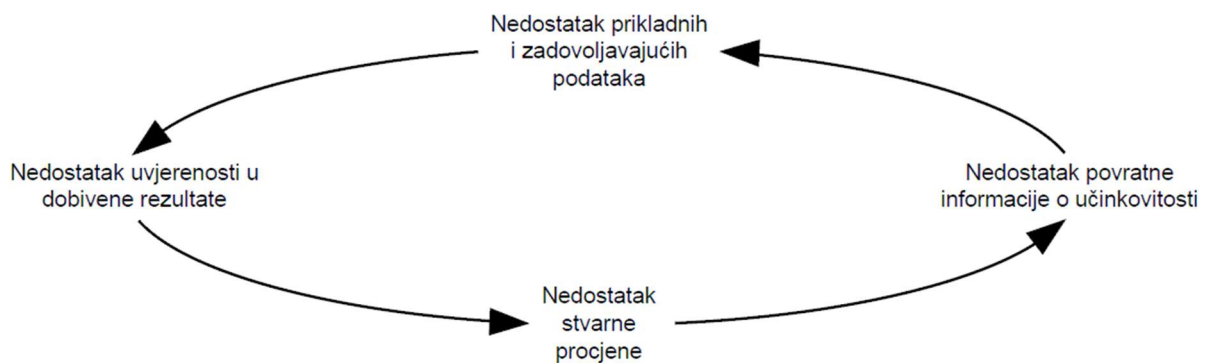 Nedostatak prikladnih
i zadovoljavajućih
podataka
Nedostatak uvjerenosti u
dobivene rezultate
Nedostatak povratne
informacije o učinkovitosti
Nedostatak
stvarne
procjene